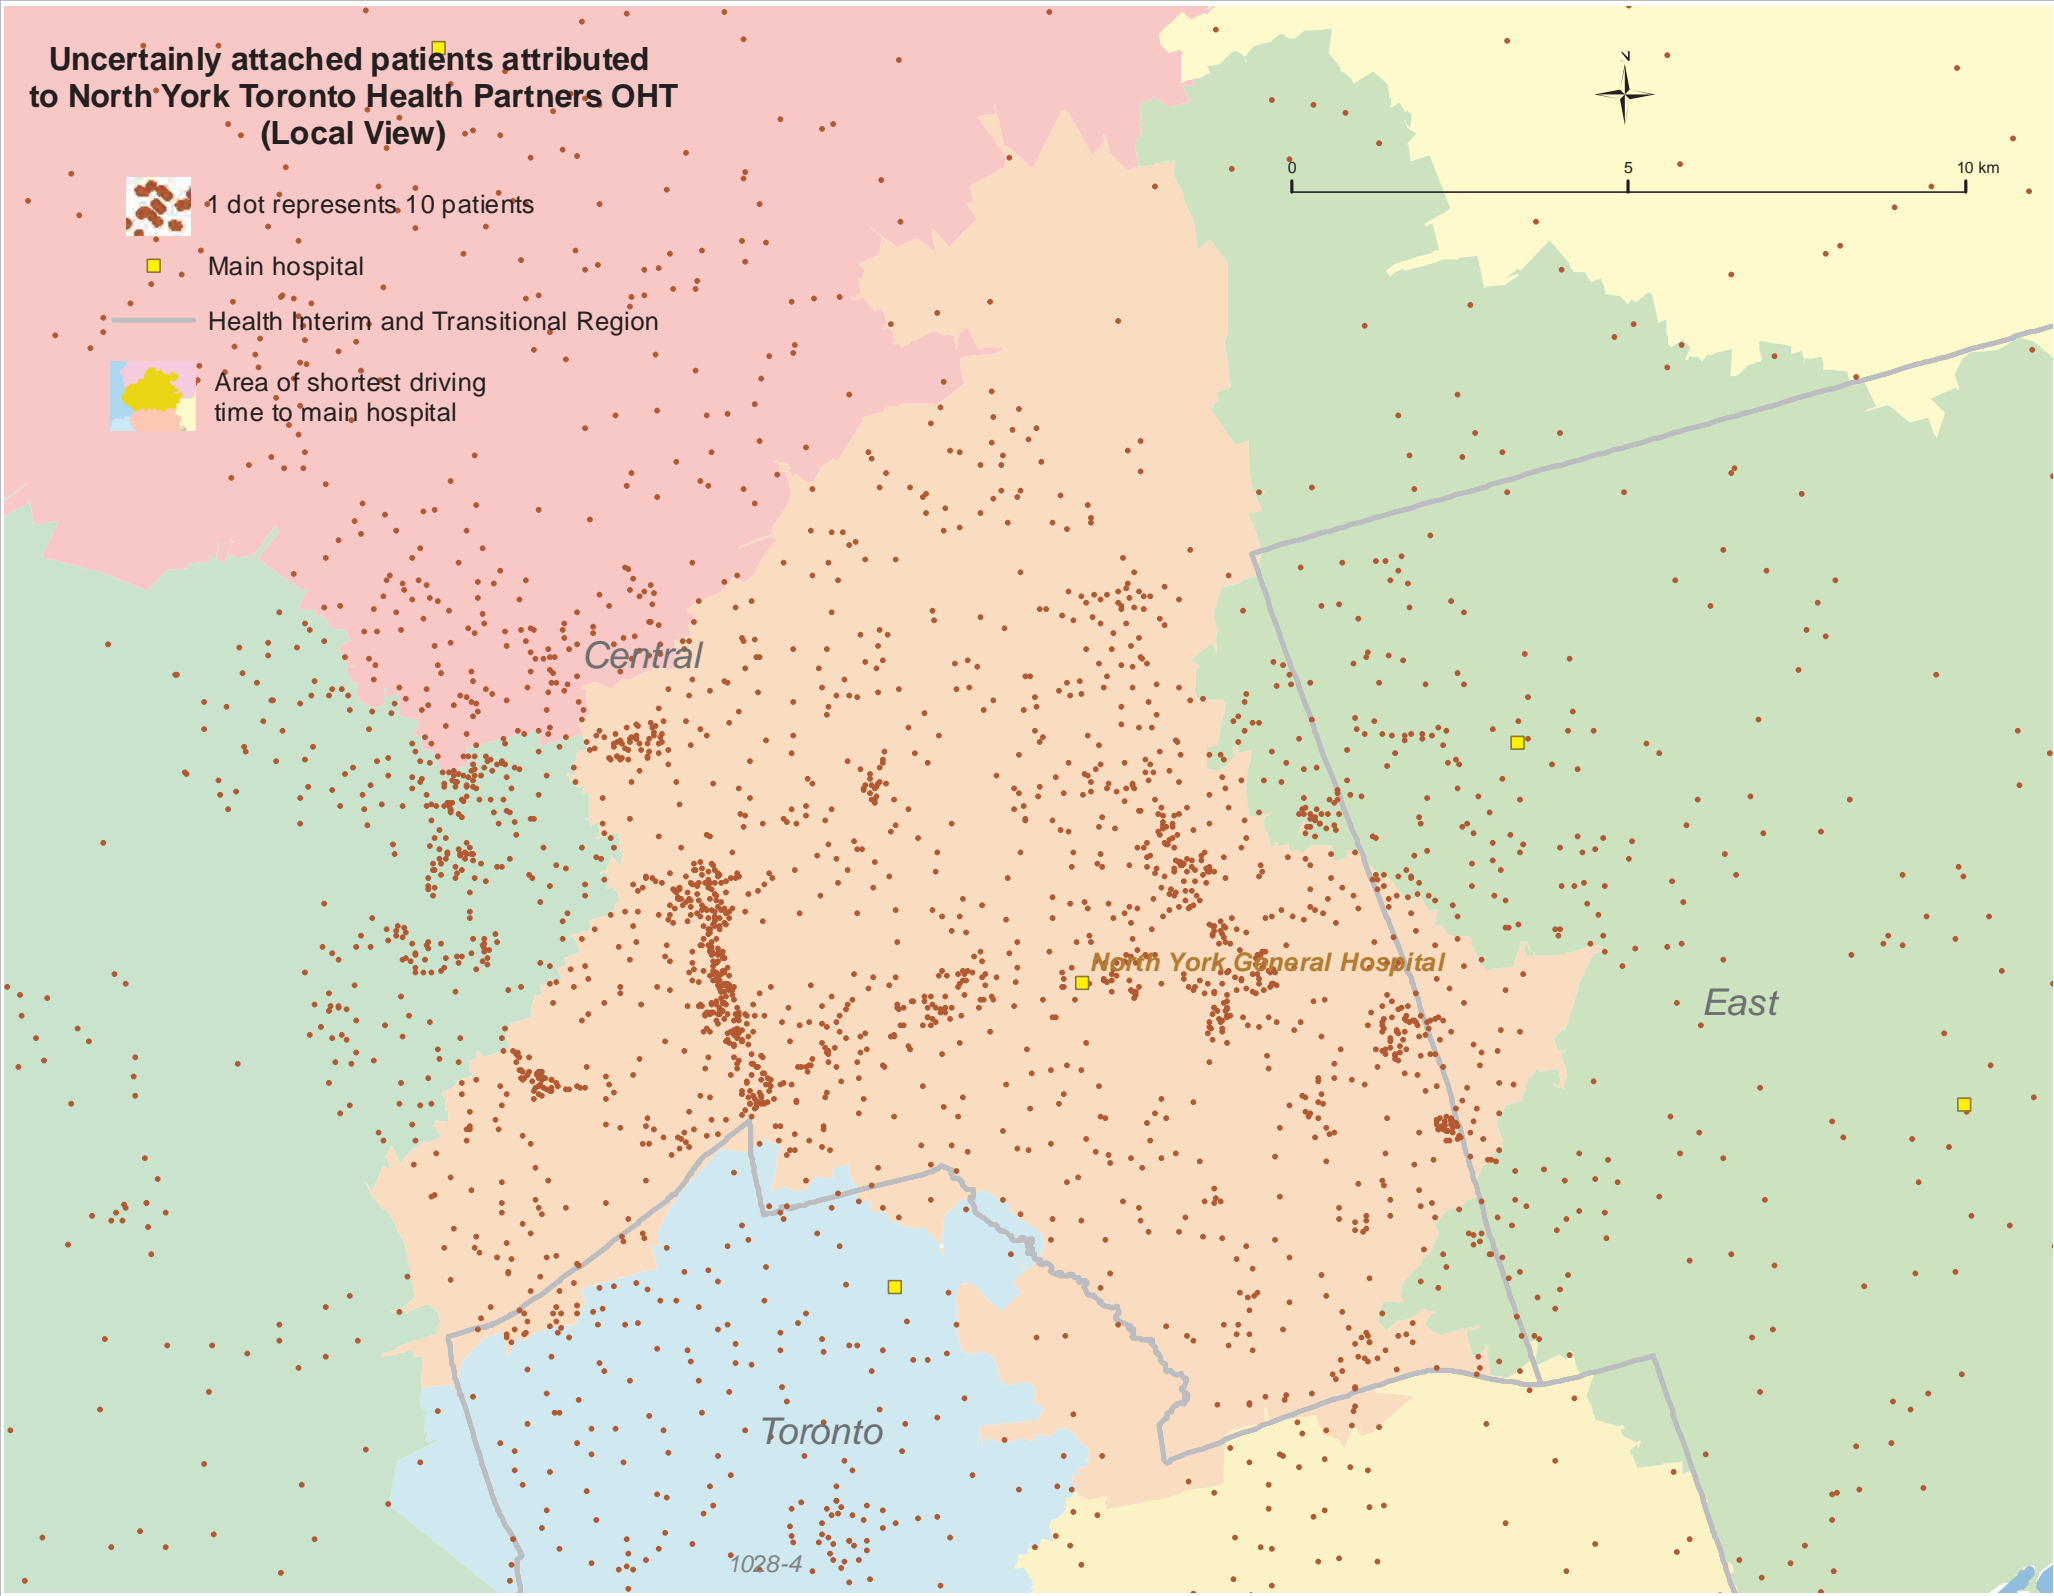 Uncertainly attached patients attributed
to North York Toronto Health Partners OHT
(Local View)
N
0 5 10 km
1 dot represents 10 patients
Main hospital
Health Interim and Transitional Region
Area of shortest driving
time to main hospital
Central
North York General Hospital
East
Toronto
1028-4